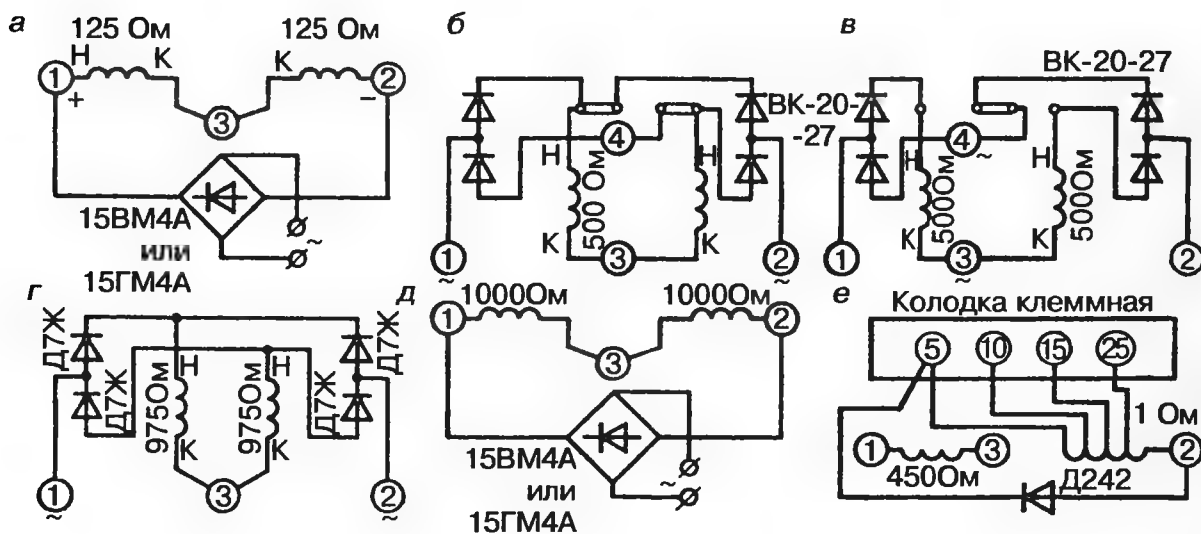 а
125 Ом
125 Ом
Н
К
К
1
2
+
–
3
15ВМ4А
или
15ГМ4А
~
б
ВК-20-
-27
4
Н
Н
500 Ом
К
К
1
3
2
~
~
в
ВК-20-27
4
~
Н
Н
500Ом
500Ом
К
К
1
3
2
~
г
Д7Ж
Д7Ж
Д7Ж
Д7Ж
Н
Н
975Ом
975Ом
К
К
1
3
2
~
~
д
1000Ом
1000Ом
1
2
3
15ВМ4А
или
15ГМ4А
~
е
Колодка клеммная
5
10
15
25
1 Ом
1
3
2
450Ом
Д242